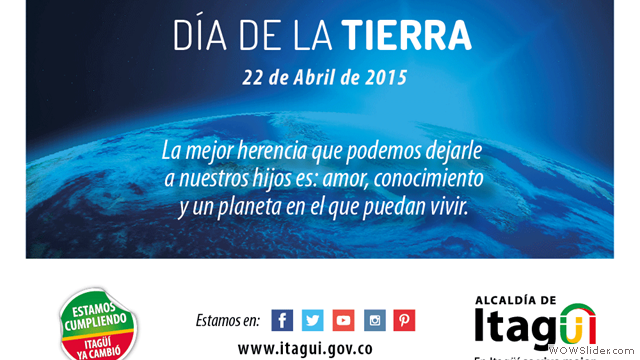 DÍA DE LA TIERRA
22 de Abril de 2015
La mejor herencia que podemos dejarle
a nuestros hijos es: amor, conocimiento
y un planeta en el que puedan vivir.
ESTAMOS
CUMPLIENDO
ITAGÜÍ
YA CAMBIÓ
Estamos en:
www.itagui.gov.co
ALCALDÍA DE
Itagüí
WOWSlider.com